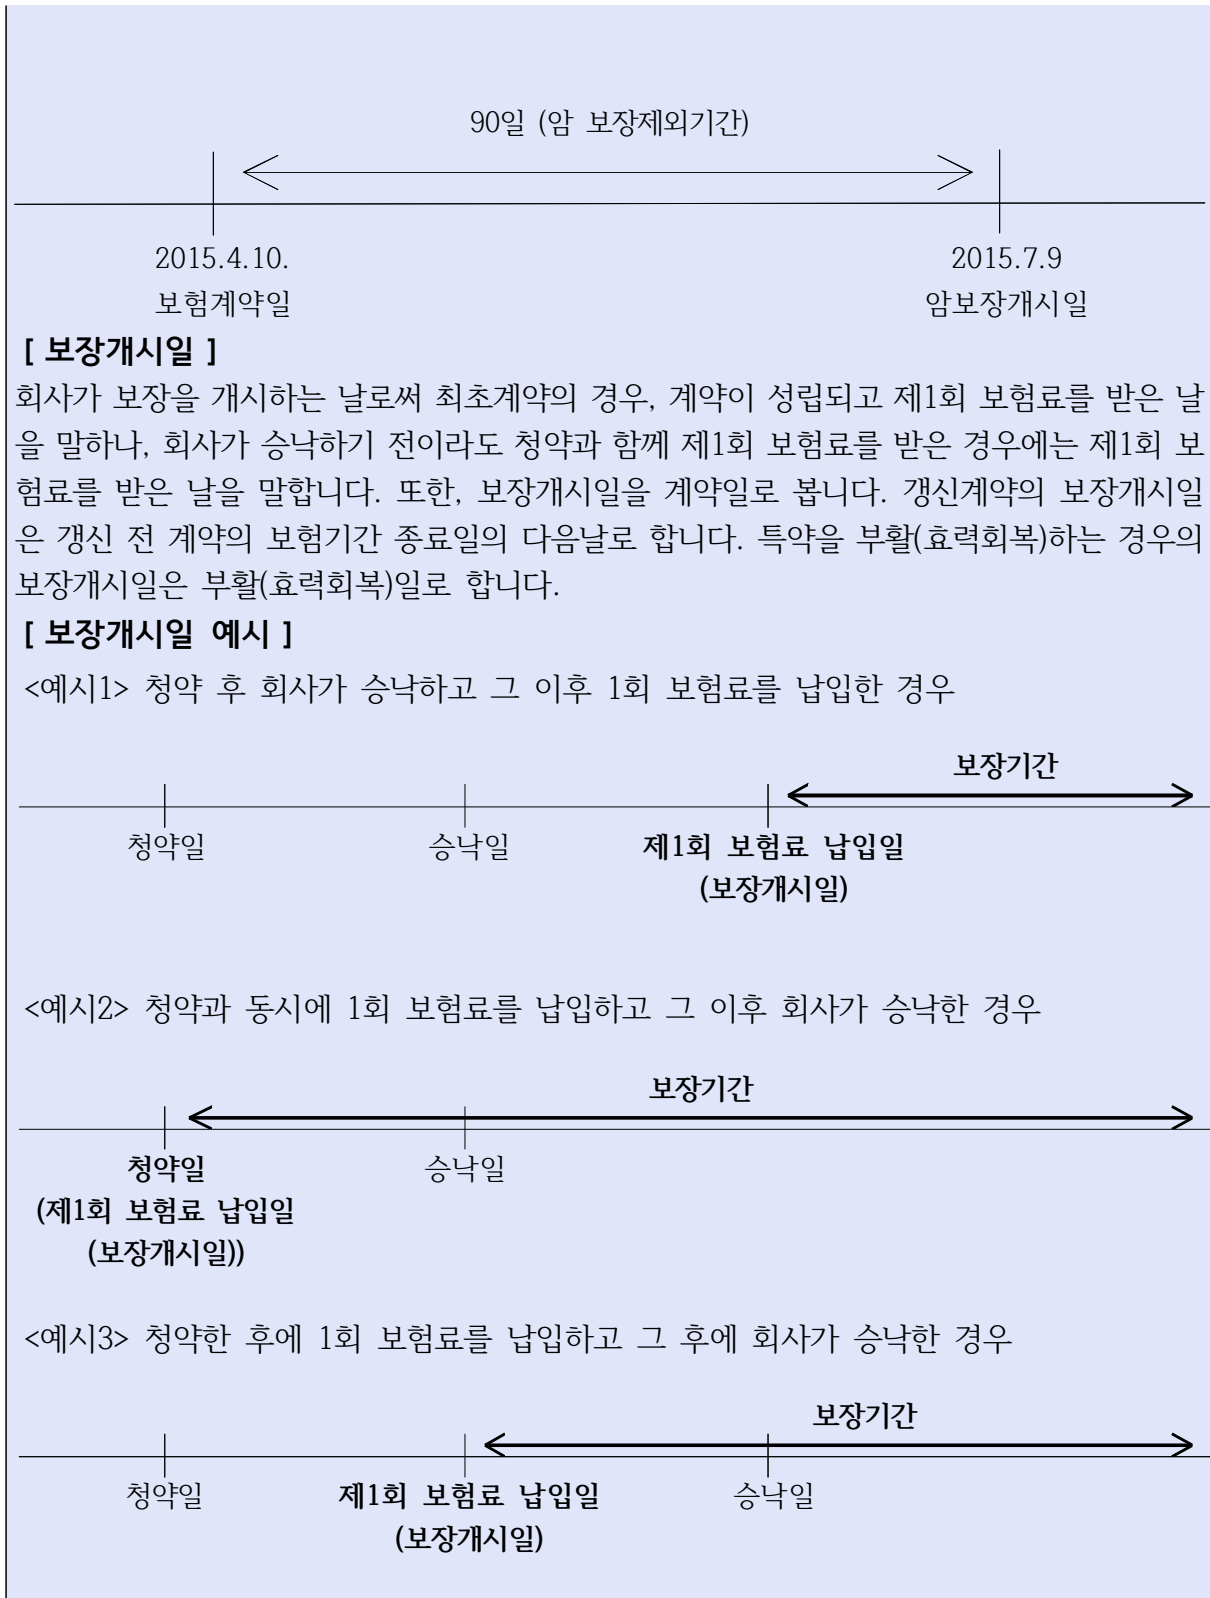 90일 (암 보장제외기간)
2015.4.10. 2015.7.9
보험계약일 암보장개시일
[ 보장개시일 ]
회사가 보장을 개시하는 날로써 최초계약의 경우, 계약이 성립되고 제1회 보험료를 받은 날
을 말하나, 회사가 승낙하기 전이라도 청약과 함께 제1회 보험료를 받은 경우에는 제1회 보
험료를 받은 날을 말합니다. 또한, 보장개시일을 계약일로 봅니다. 갱신계약의 보장개시일
은 갱신 전 계약의 보험기간 종료일의 다음날로 합니다. 특약을 부활(효력회복)하는 경우의
보장개시일은 부활(효력회복)일로 합니다.
[ 보장개시일 예시 ]
<예시1> 청약 후 회사가 승낙하고 그 이후 1회 보험료를 납입한 경우
보장기간
청약일 승낙일 제1회 보험료 납입일
(보장개시일)
<예시2> 청약과 동시에 1회 보험료를 납입하고 그 이후 회사가 승낙한 경우
보장기간
청약일 승낙일
(제1회 보험료 납입일
(보장개시일))
<예시3> 청약한 후에 1회 보험료를 납입하고 그 후에 회사가 승낙한 경우
보장기간
청약일 제1회 보험료 납입일 승낙일
(보장개시일)